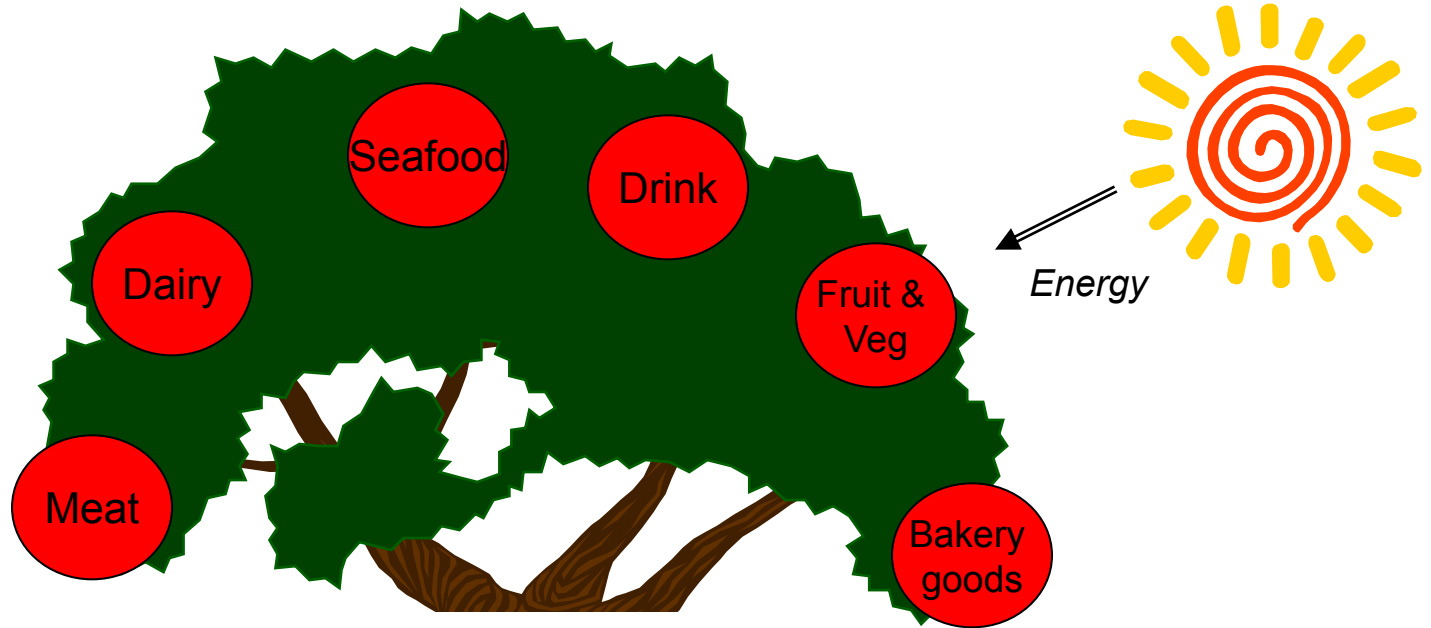 Seafood
Drink
Dairy
Fruit &
Veg
Energy
Meat
Bakery
goods